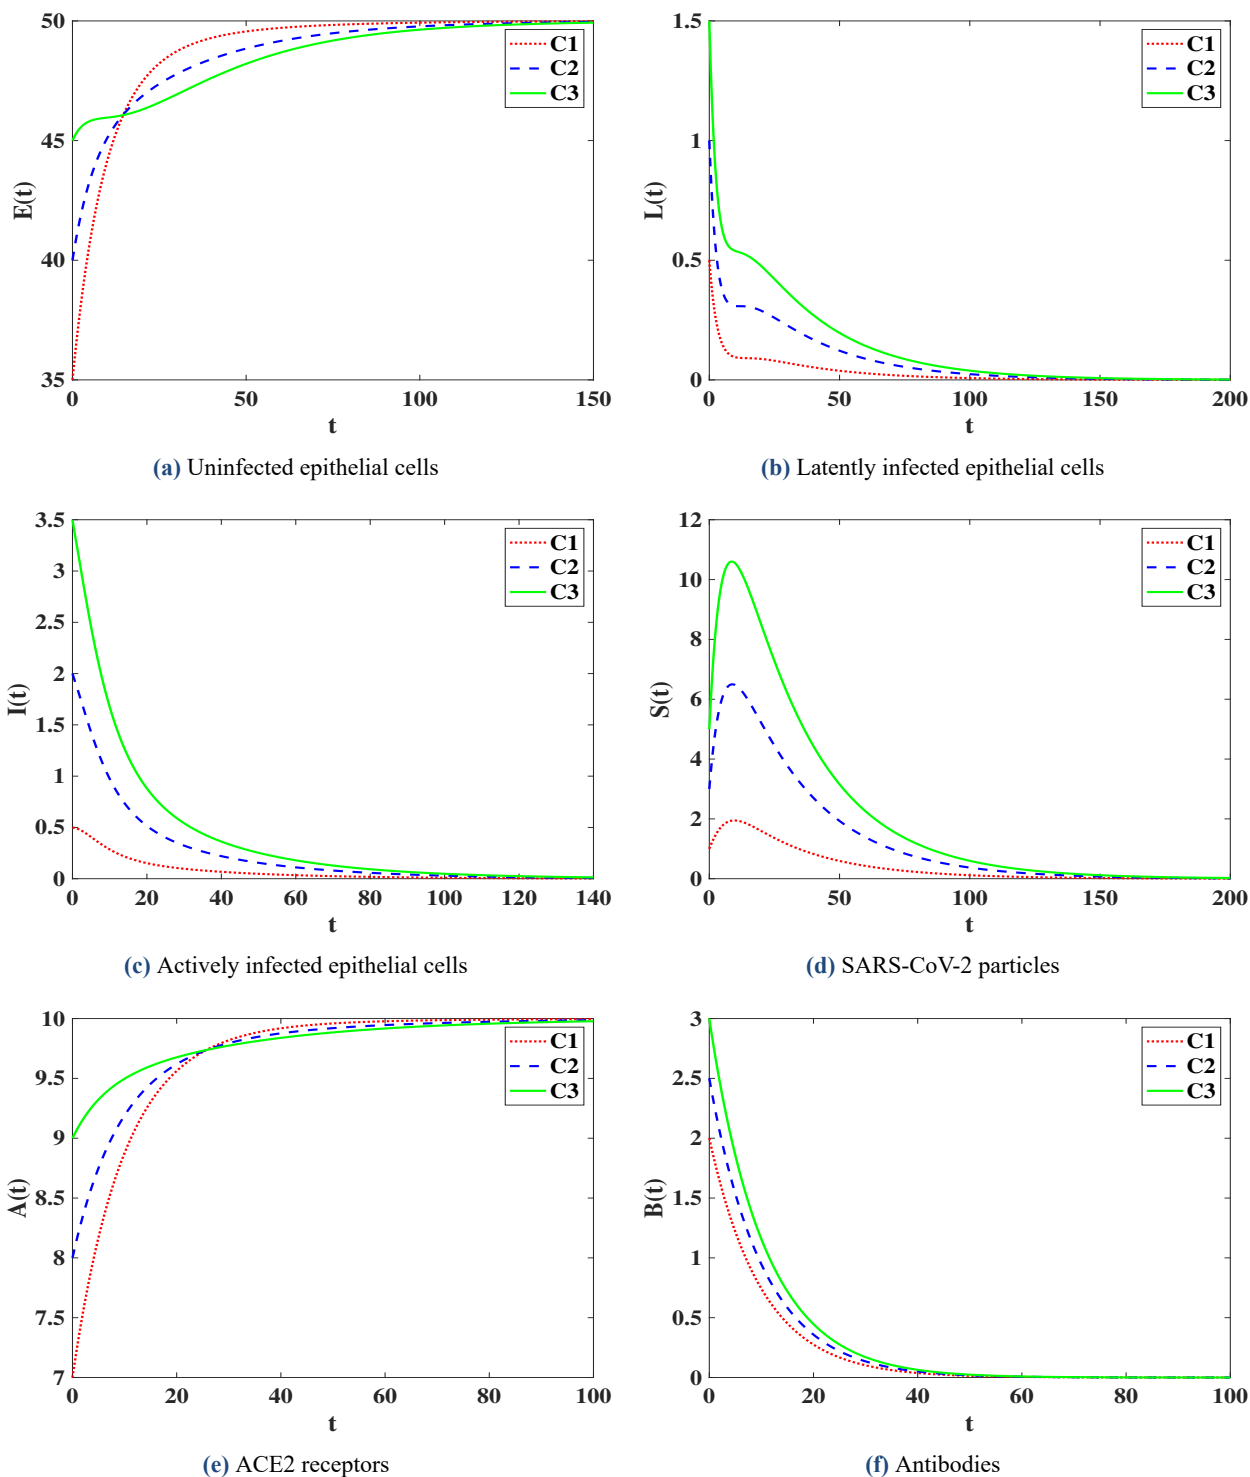 50
45
40
35
E(t)
0
50
100
150
t
C1
C2
C3
(a) Uninfected epithelial cells
1.5
1
0.5
0
L(t)
0
50
100
150
200
t
C1
C2
C3
(b) Latently infected epithelial cells
3.5
3
2.5
2
1.5
1
0.5
0
I(t)
0
20
40
60
80
100
120
140
t
C1
C2
C3
(c) Actively infected epithelial cells
12
10
8
6
4
2
0
S(t)
0
50
100
150
200
t
C1
C2
C3
(d) SARS-CoV-2 particles
10
9.5
9
8.5
8
7.5
7
A(t)
0
20
40
60
80
100
t
C1
C2
C3
(e) ACE2 receptors
3
2.5
2
1.5
1
0.5
0
B(t)
0
20
40
60
80
100
t
C1
C2
C3
(f) Antibodies